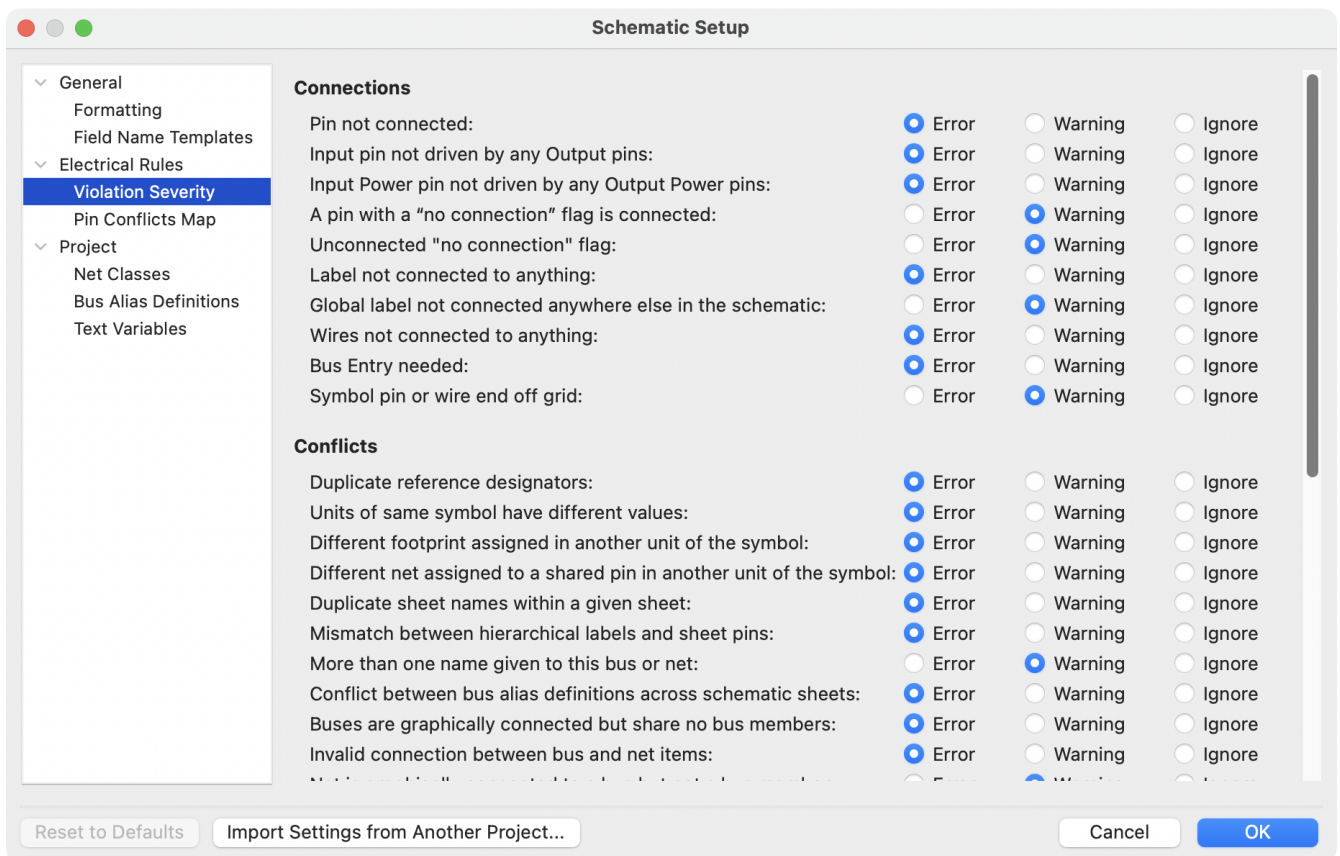 Schematic Setup
General
Formatting
Field Name Templates
Electrical Rules
Violation Severity
Pin Conflicts Map
Project
Net Classes
Bus Alias Definitions
Text Variables
Connections
Pin not connected: Error Warning Ignore
Input pin not driven by any Output pins: Error Warning Ignore
Input Power pin not driven by any Output Power pins: Error Warning Ignore
A pin with a “no connection” flag is connected: Error Warning Ignore
Unconnected "no connection" flag: Error Warning Ignore
Label not connected to anything: Error Warning Ignore
Global label not connected anywhere else in the schematic: Error Warning Ignore
Wires not connected to anything: Error Warning Ignore
Bus Entry needed: Error Warning Ignore
Symbol pin or wire end off grid: Error Warning Ignore
Conflicts
Duplicate reference designators: Error Warning Ignore
Units of same symbol have different values: Error Warning Ignore
Different footprint assigned in another unit of the symbol: Error Warning Ignore
Different net assigned to a shared pin in another unit of the symbol: Error Warning Ignore
Duplicate sheet names within a given sheet: Error Warning Ignore
Mismatch between hierarchical labels and sheet pins: Error Warning Ignore
More than one name given to this bus or net: Error Warning Ignore
Conflict between bus alias definitions across schematic sheets: Error Warning Ignore
Buses are graphically connected but share no bus members: Error Warning Ignore
Invalid connection between bus and net items: Error Warning Ignore
Reset to Defaults
Import Settings from Another Project...
Cancel
OK